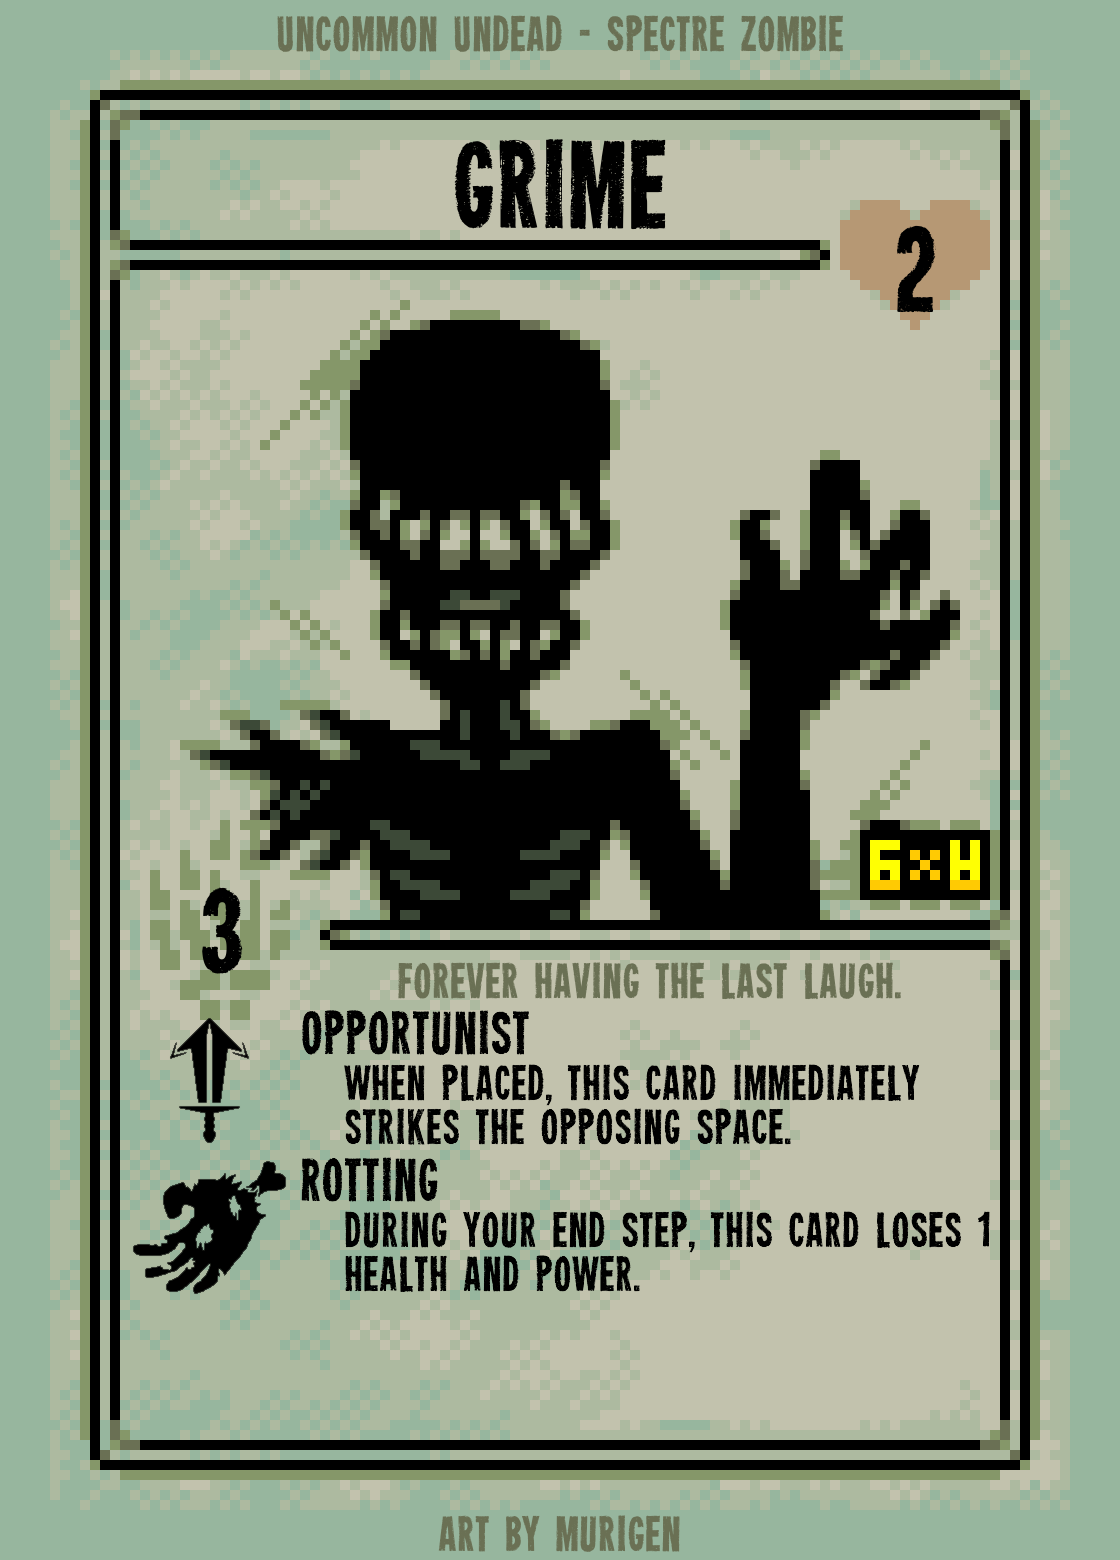 UNCOMMON UNDEAD - SPECTRE ZOMBIE
GRIME
2
3
FOREVER HAVING THE LAST LAUGH.
OPPORTUNIST
WHEN PLACED, THIS CARD IMMEDIATELY
STRIKES THE OPPOSING SPACE.
ROTTING
DURING YOUR END STEP, THIS CARD LOSES 1
HEALTH AND POWER.
ART BY MURIGEN